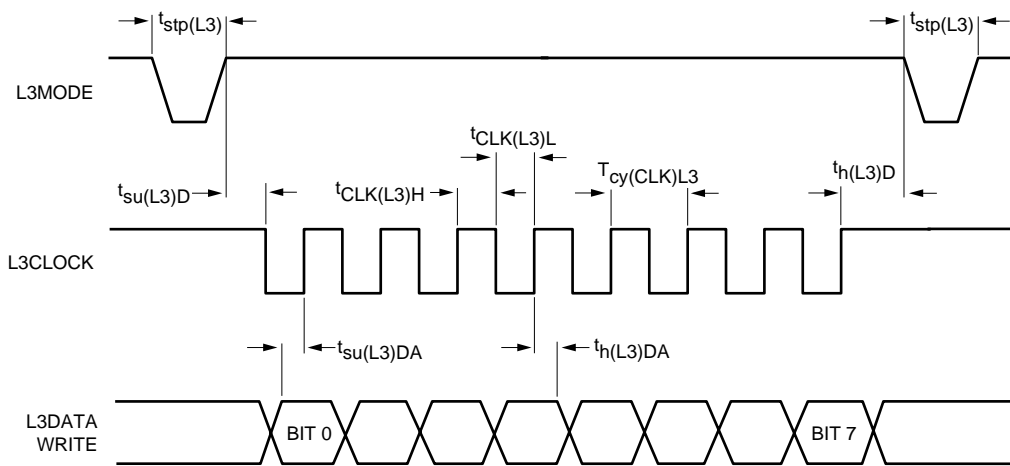 tstp(L3)
tstp(L3)
L3MODE
tCLK(L3)L
tsu(L3)D
tCLK(L3)H
Tcy(CLK)L3
th(L3)D
L3CLOCK
tsu(L3)DA
th(L3)DA
L3DATA
WRITE
BIT 0
BIT 7